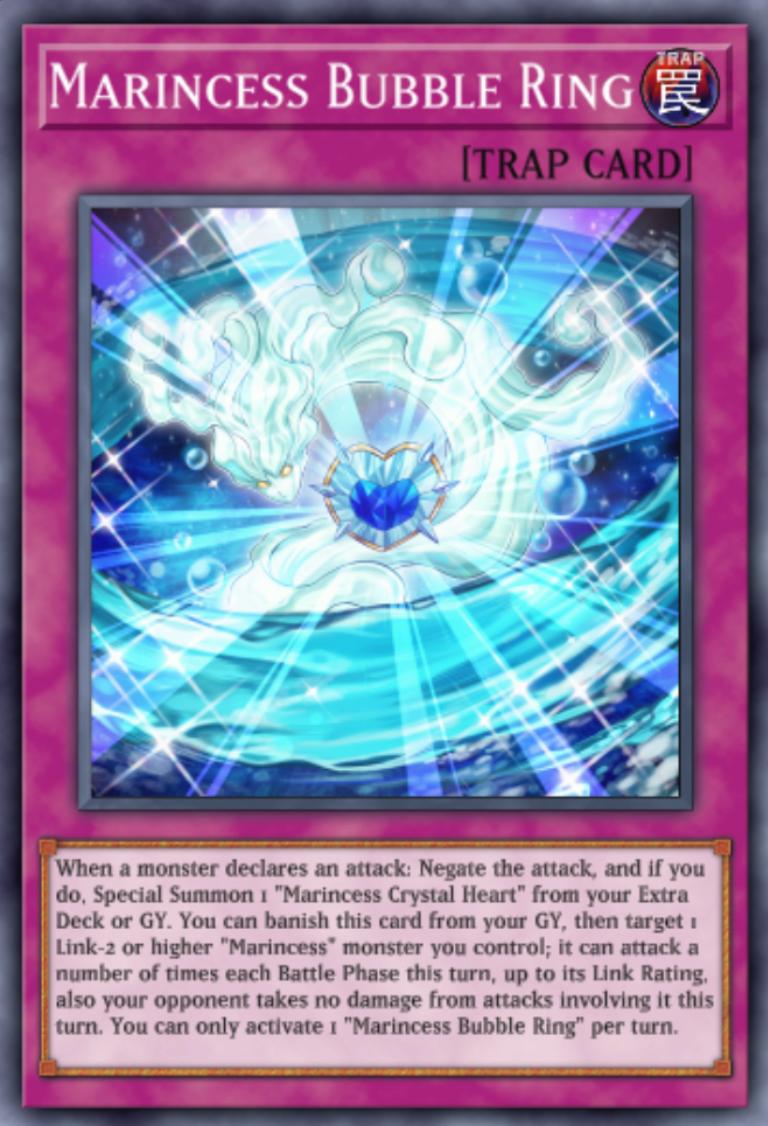 MARINCESS BUBBLE RING
TRAP
罠
[TRAP CARD]
When a monster declares an attack: Negate the attack, and if you
do, Special Summon 1 "Marincess Crystal Heart" from your Extra
Deck or GY. You can banish this card from your GY, then target 1
Link-2 or higher "Marincess" monster you control; it can attack a
number of times each Battle Phase this turn, up to its Link Rating,
also your opponent takes no damage from attacks involving it this
turn. You can only activate 1 "Marincess Bubble Ring" per turn.